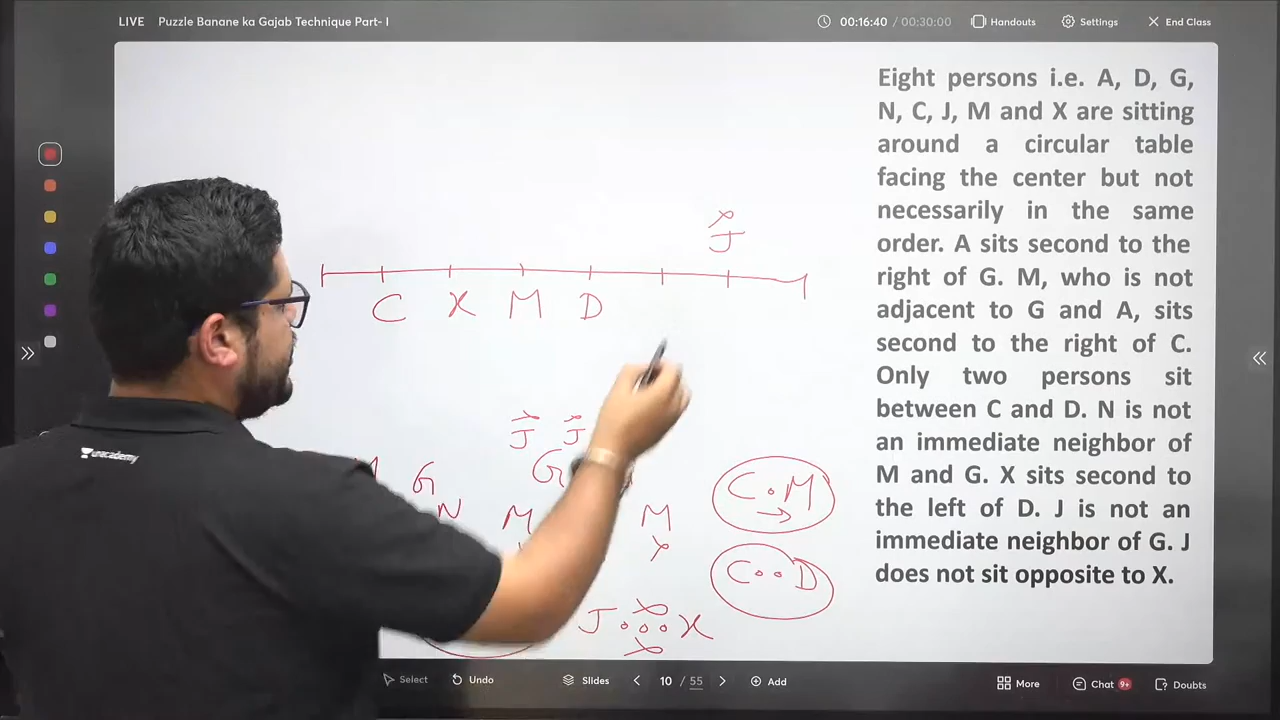 LIVE Puzzle Banane ka Gajab Technique Part- I 00:16:40 / 00:30:00 Handouts Settings End Class
Eight persons i.e. A, D, G,
N, C, J, M and X are sitting
around a circular table
facing the center but not
necessarily in the same
order. A sits second to the
right of G. M, who is not
adjacent to G and A, sits
second to the right of C.
Only two persons sit
between C and D. N is not
an immediate neighbor of
M and G. X sits second to
the left of D. J is not an
immediate neighbor of G. J
does not sit opposite to X.
J
C X M D
J J
G G
N M M
C M
C D
J X
unacademy
Select Undo Slides 10 / 55 Add More Chat 9+ Doubts